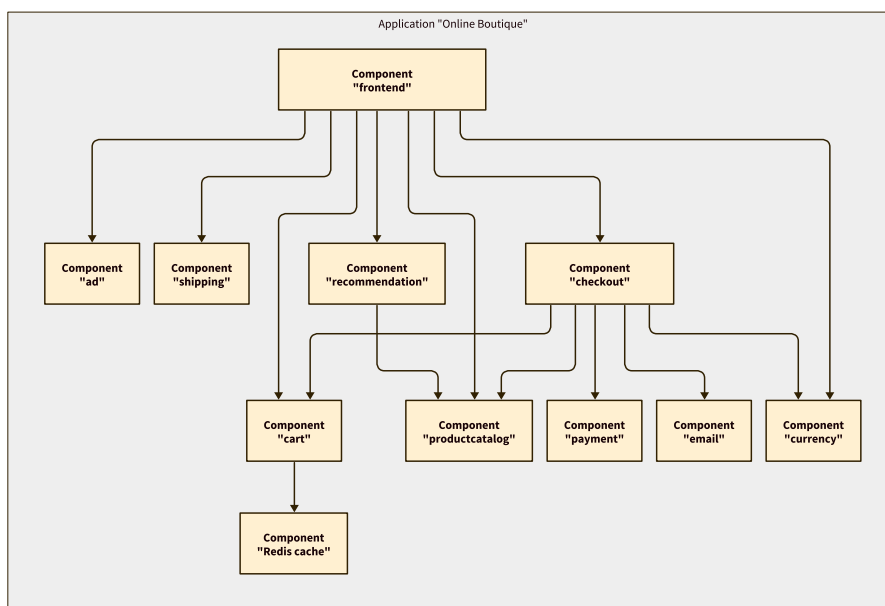 Application "Online Boutique"
Component
"frontend"
Component
"ad"
Component
"shipping"
Component
"recommendation"
Component
"checkout"
Component
"cart"
Component
"productcatalog"
Component
"payment"
Component
"email"
Component
"currency"
Component
"Redis cache"